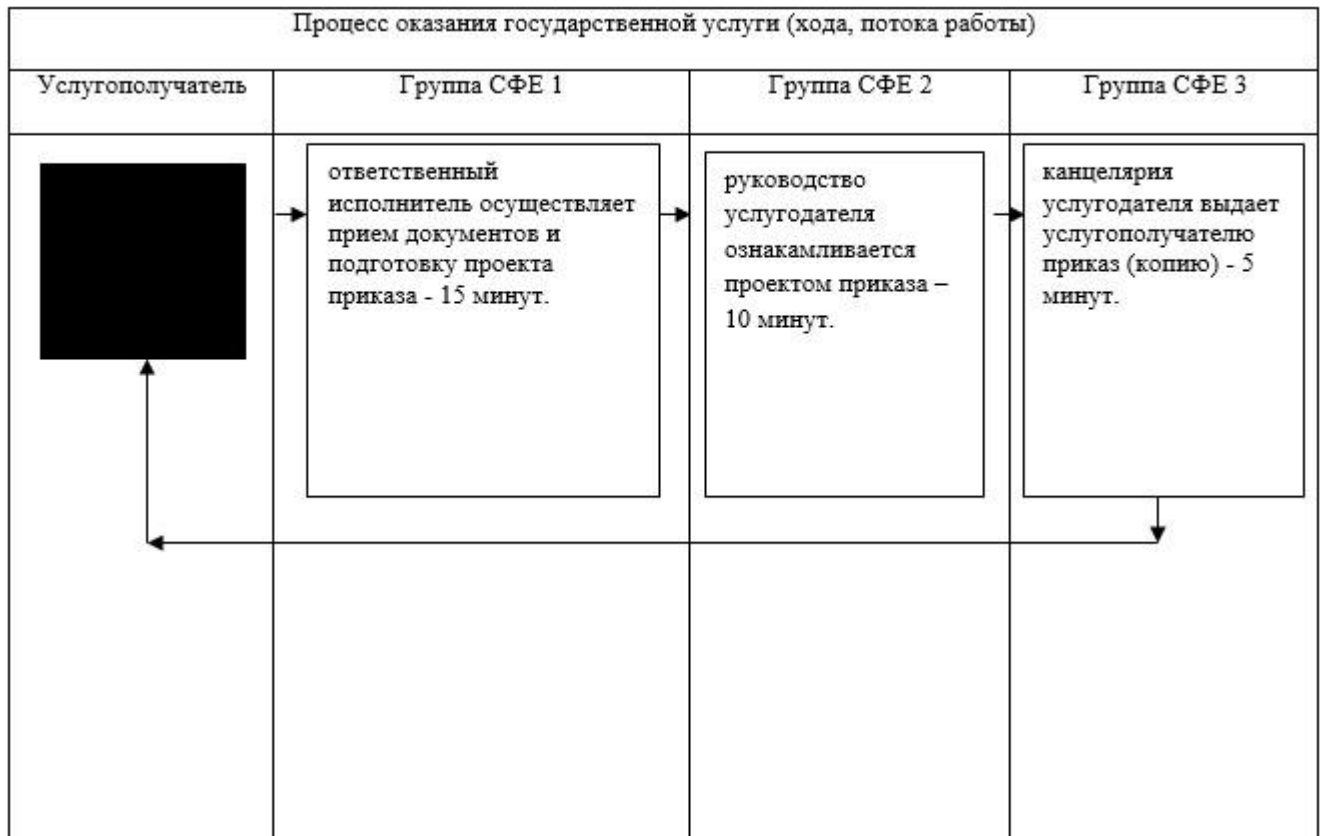 Процесс оказания государственной услуги (хода, потока работы)
Услугополучатель
Группа СФЕ 1
Группа СФЕ 2
Группа СФЕ 3
ответственный
исполнитель осуществляет
прием документов и
подготовку проекта
приказа - 15 минут.
руководство
услугодателя
ознакамливается
проектом приказа –
10 минут.
канцелярия
услугодателя выдает
услугополучателю
приказ (копию) - 5
минут.